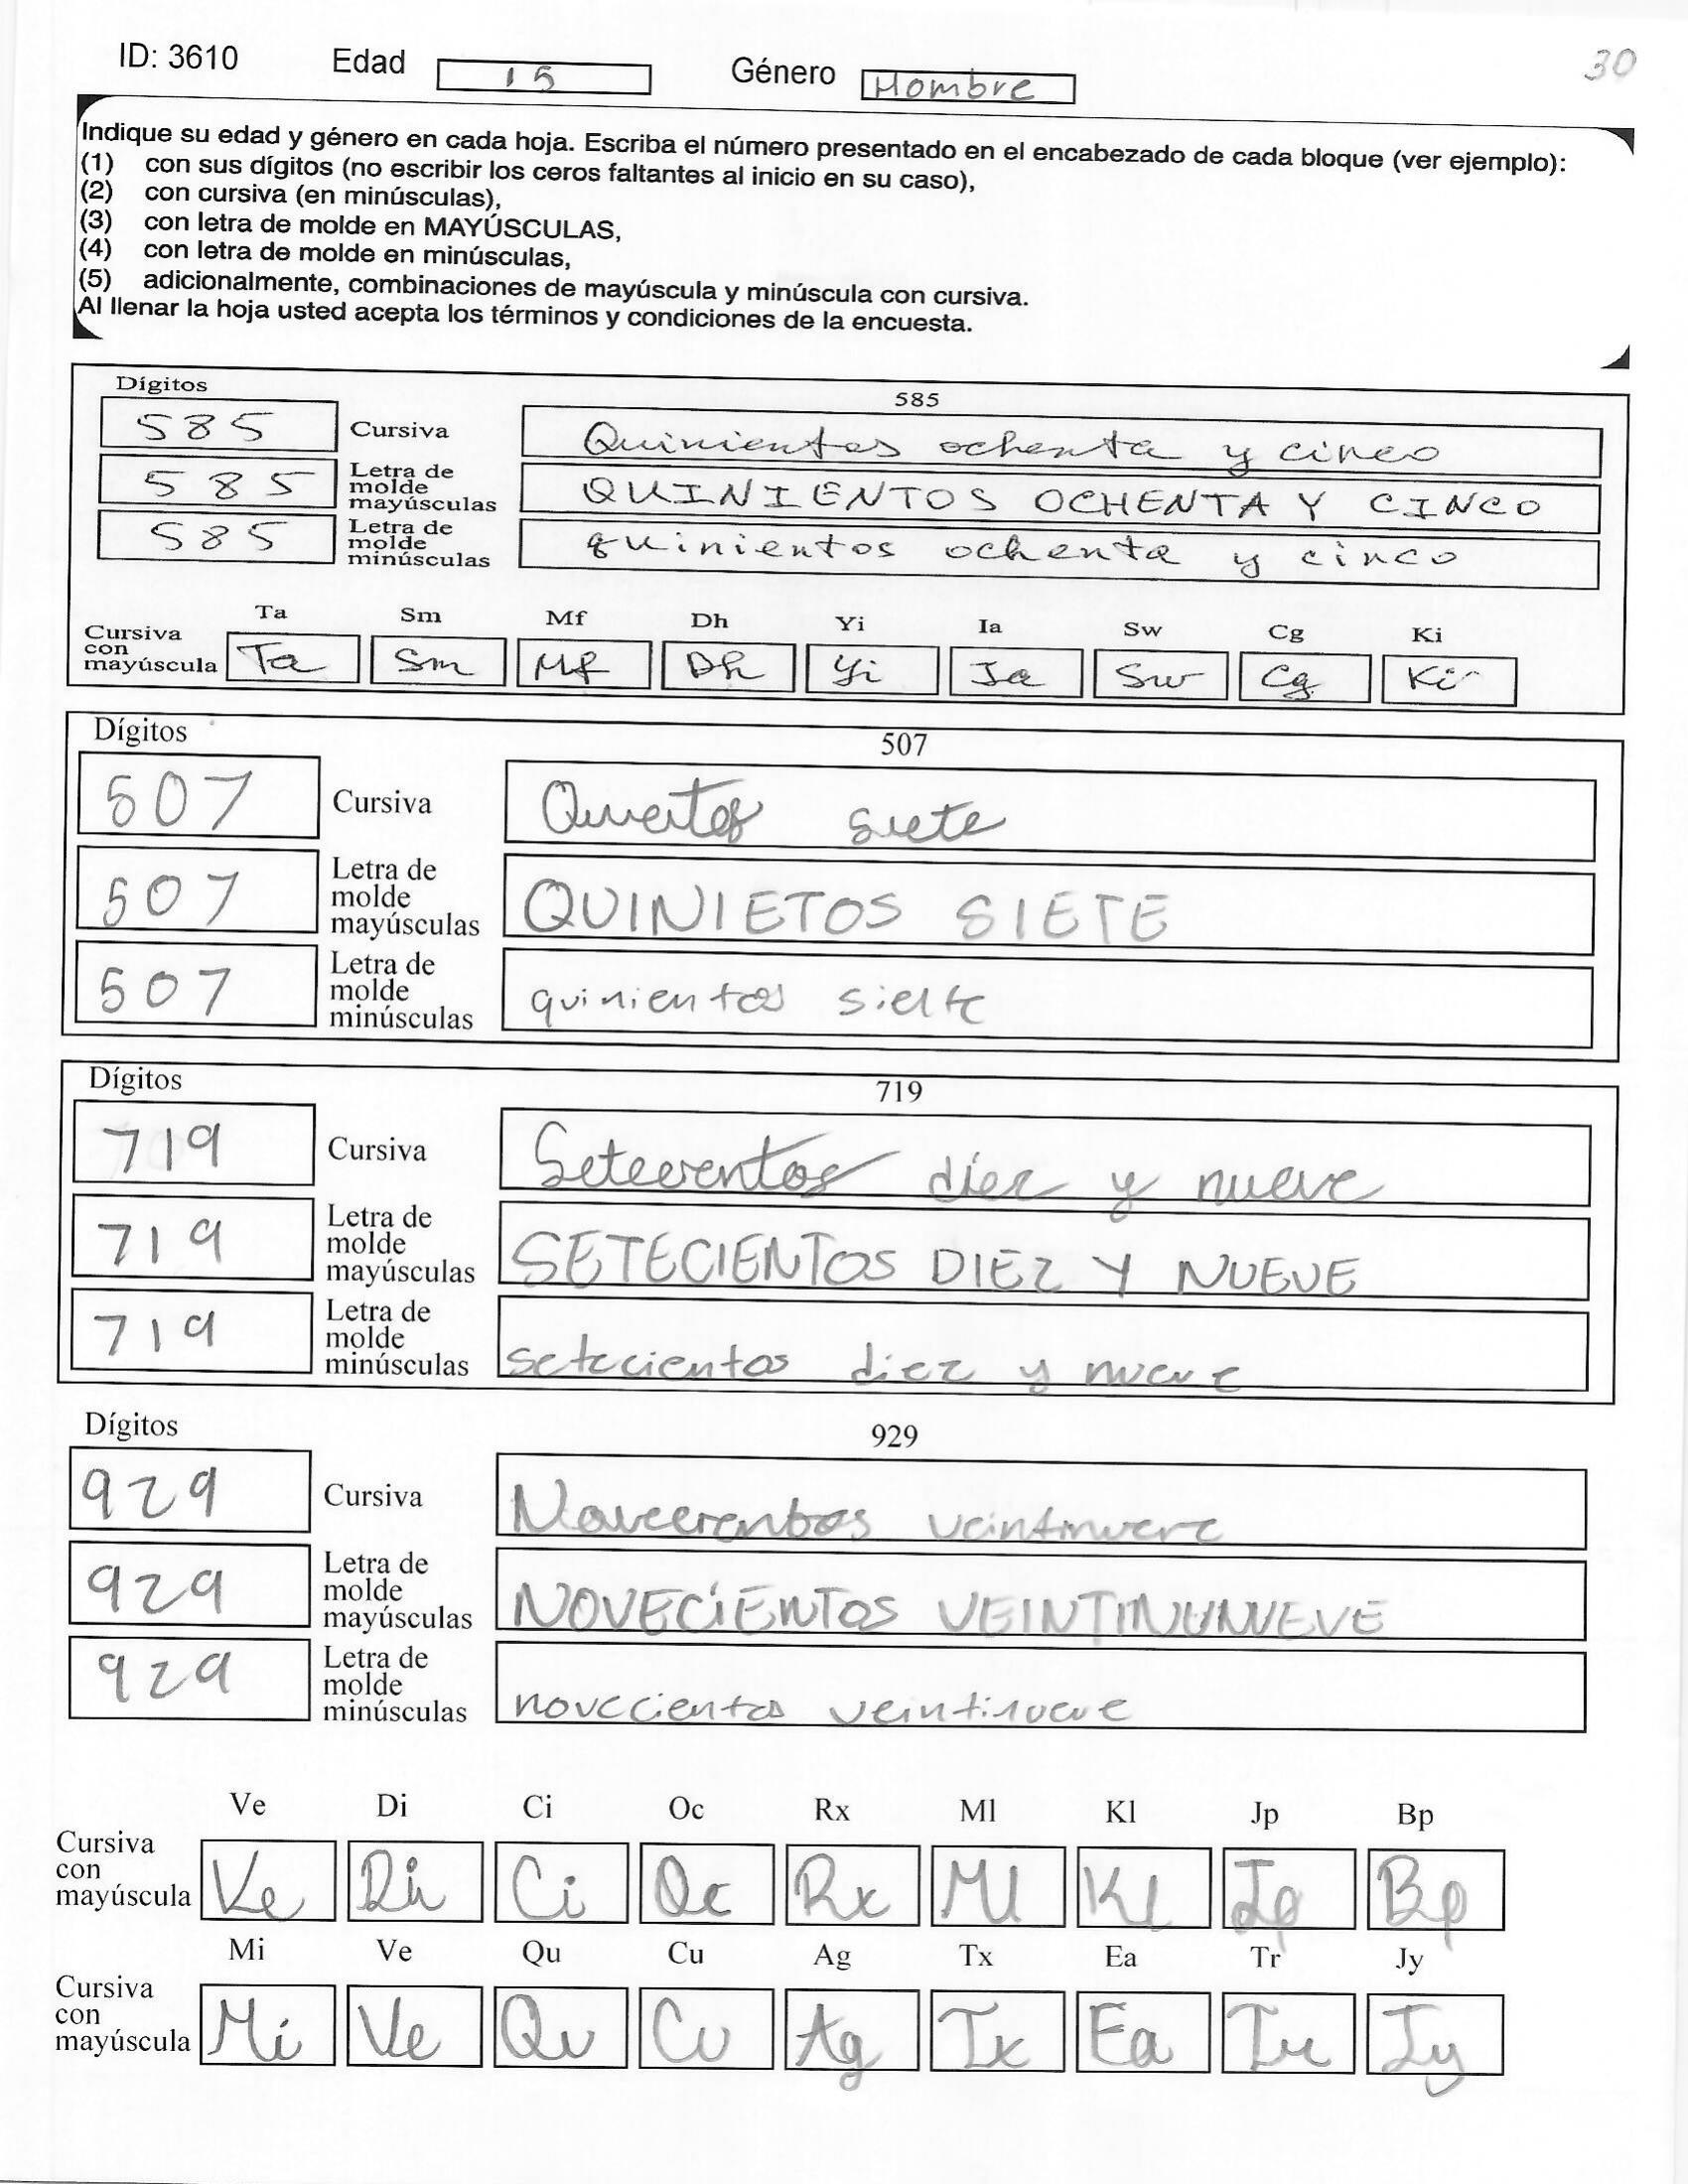 ID: 3610 Edad 15 Género Hombre 30
Indique su edad y género en cada hoja. Escriba el número presentado en el encabezado de cada bloque (ver ejemplo):
(1) con sus dígitos (no escribir los ceros faltantes al inicio en su caso),
(2) con cursiva (en minúsculas),
(3) con letra de molde en MAYÚSCULAS,
(4) con letra de molde en minúsculas,
(5) adicionalmente, combinaciones de mayúscula y minúscula con cursiva.
Al llenar la hoja usted acepta los términos y condiciones de la encuesta.
Dígitos 585
585 Cursiva Quinientos ochenta y cinco
585 Letra de molde mayúsculas QUINIENTOS OCHENTA Y CINCO
585 Letra de molde minúsculas quinientos ochenta y cinco
Ta Sm Mf Dh Yi Ia Sw Cg Ki
Cursiva con mayúscula Ta Sm Mf Dh Yi Ia Sw Cg Ki
Dígitos 507
507 Cursiva siete
507 Letra de molde mayúsculas QUINIETOS SIETE
507 Letra de molde minúsculas quinientos
Dígitos 719
719 Cursiva Setecientos diez y nueve
719 Letra de molde mayúsculas SETECIENTOS DIEZ Y NUEVE
719 Letra de molde minúsculas setecientos diez y nueve
Dígitos 929
929 Cursiva Novecientos
929 Letra de molde mayúsculas NOVECIENTOS
929 Letra de molde minúsculas novecientos veintinueve
Ve Di Ci Oc Rx Ml Kl Jp Bp
Cursiva con mayúscula Ve Di Ci Oc Rx Ml Kl Jp Bp
Mi Ve Qu Cu Ag Tx Ea Tr Jy
Cursiva con mayúscula Mi Ve Qu Cu Ag Tx Ea Tr Jy